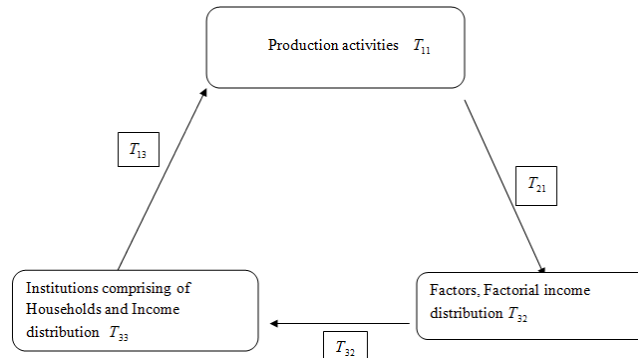 Production activities T₁₁
T₁₃
T₂₁
Institutions comprising of
Households and Income
distribution T₃₃
Factors, Factorial income
distribution T₃₂
T₃₂